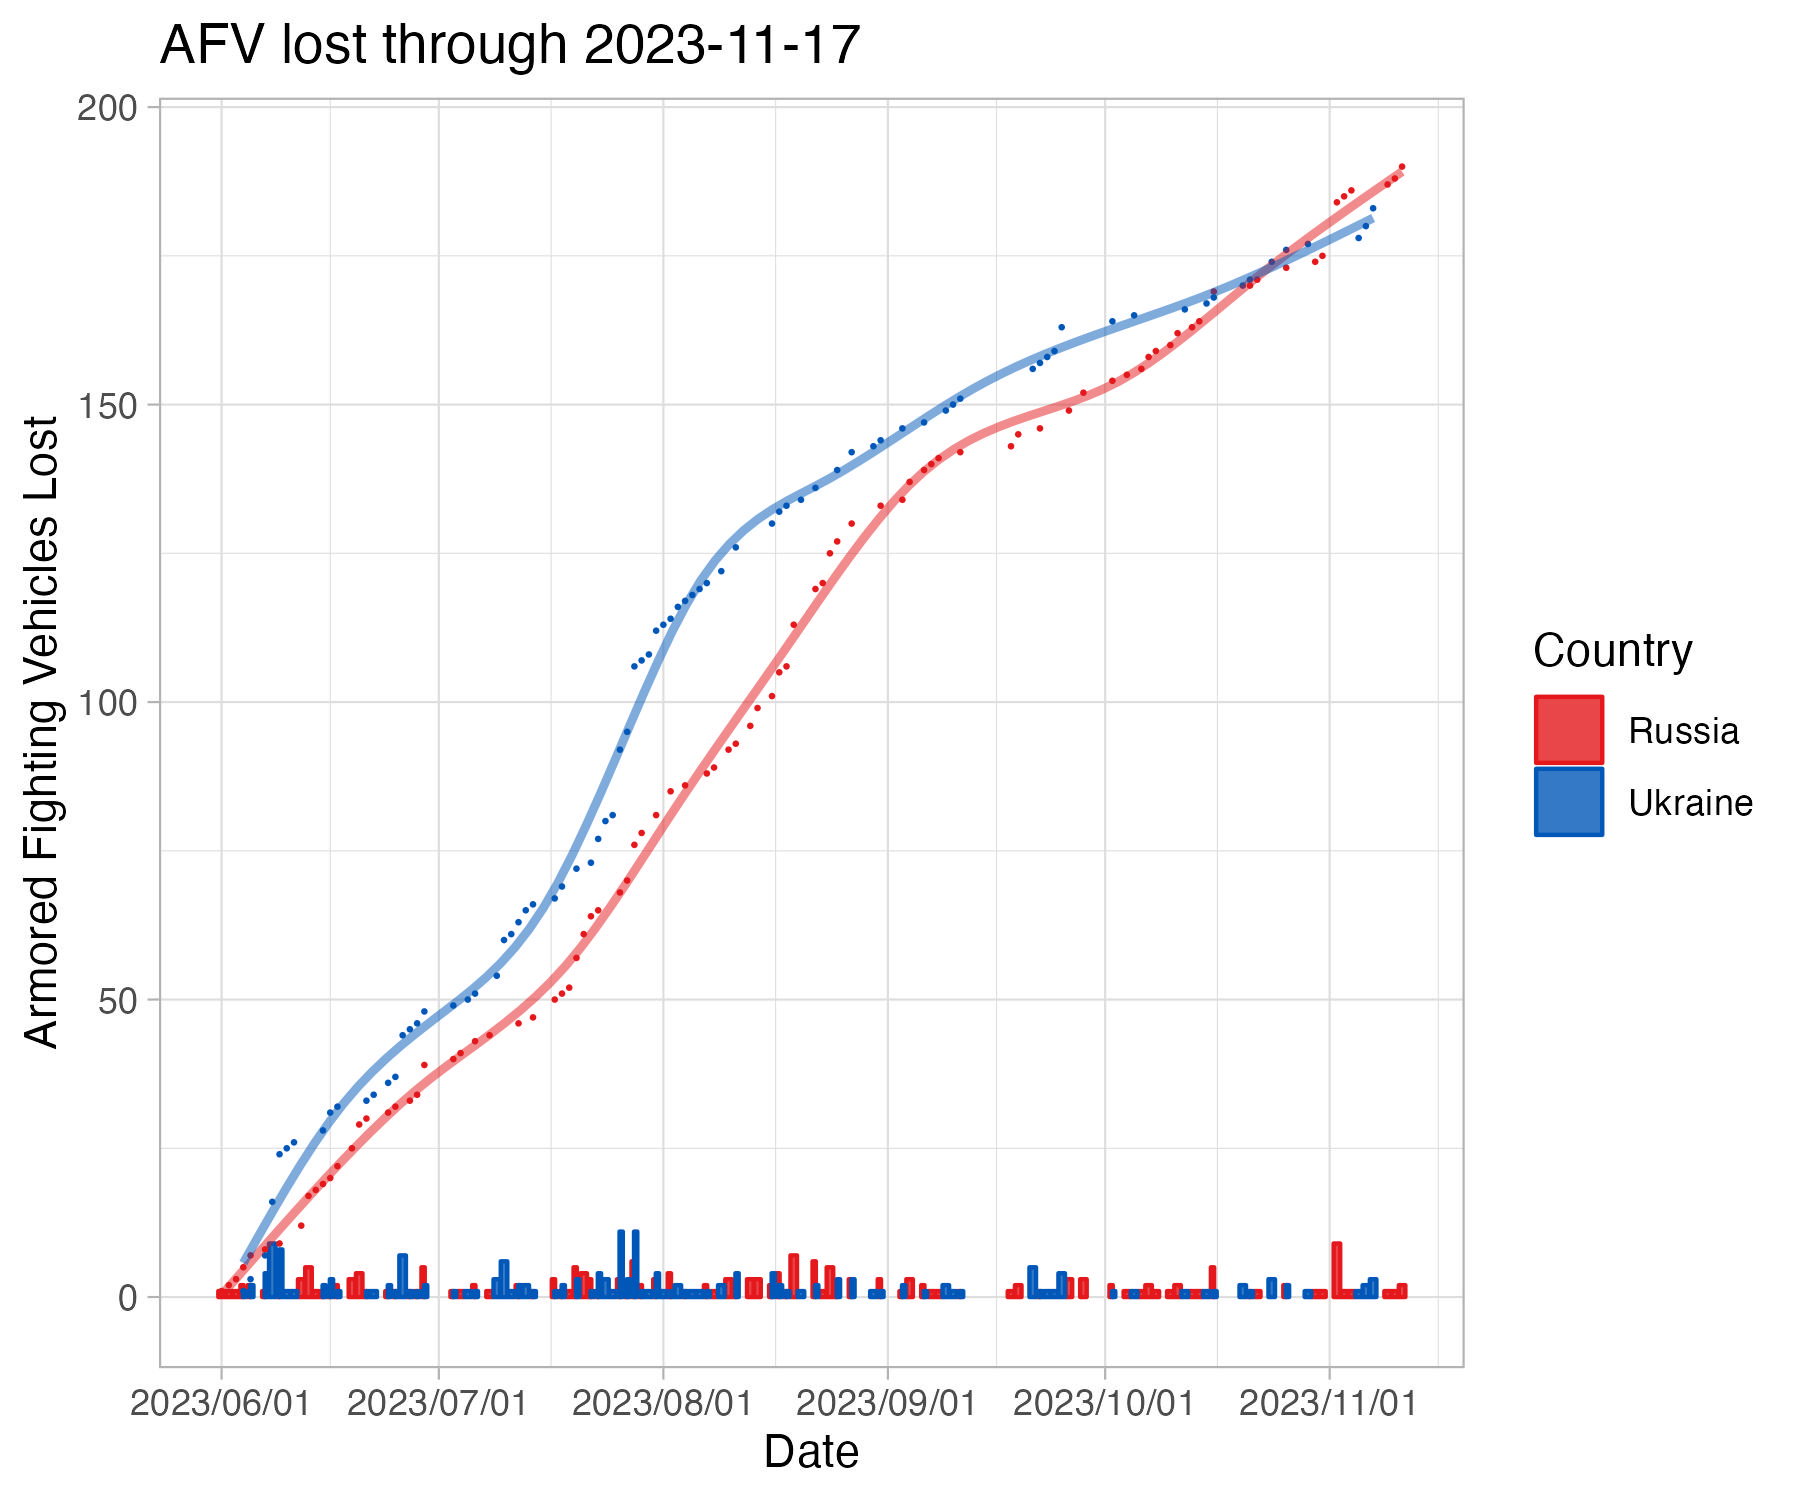 AFV lost through 2023-11-17
Armored Fighting Vehicles Lost
200
150
100
50
0
2023/06/01 2023/07/01 2023/08/01 2023/09/01 2023/10/01 2023/11/01
Date
Country
Russia
Ukraine